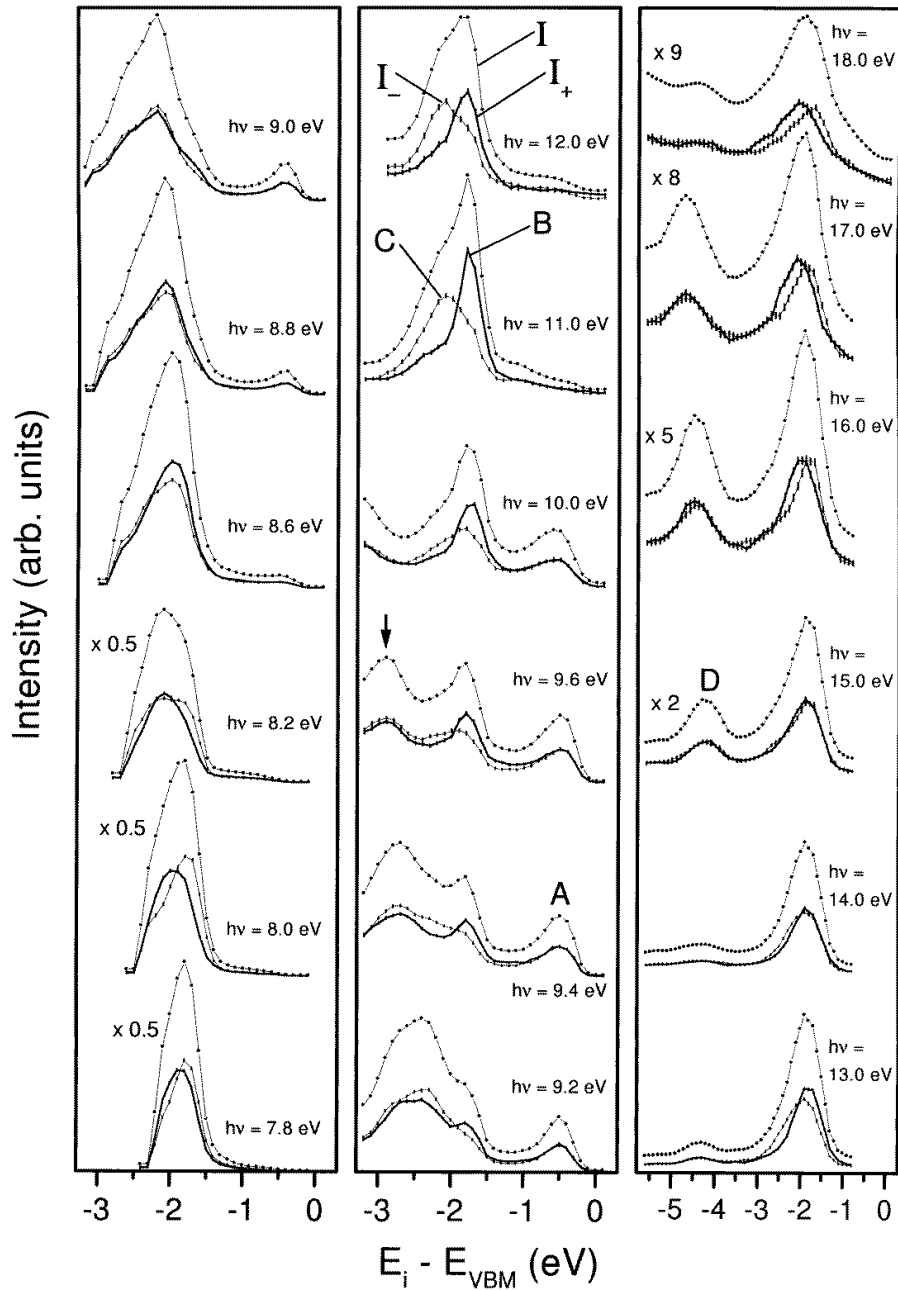 Intensity (arb. units)
hν = 9.0 eV
hν = 8.8 eV
hν = 8.6 eV
x 0.5
hν = 8.2 eV
x 0.5
hν = 8.0 eV
x 0.5
hν = 7.8 eV
-3 -2 -1 0
I
I_
I+
hν = 12.0 eV
C
B
hν = 11.0 eV
hν = 10.0 eV
hν = 9.6 eV
A
hν = 9.4 eV
hν = 9.2 eV
-3 -2 -1 0
x 9
hν =
18.0 eV
x 8
hν =
17.0 eV
x 5
hν =
16.0 eV
D
x 2
hν =
15.0 eV
hν =
14.0 eV
hν =
13.0 eV
-5 -4 -3 -2 -1 0
Ei - EVBM (eV)